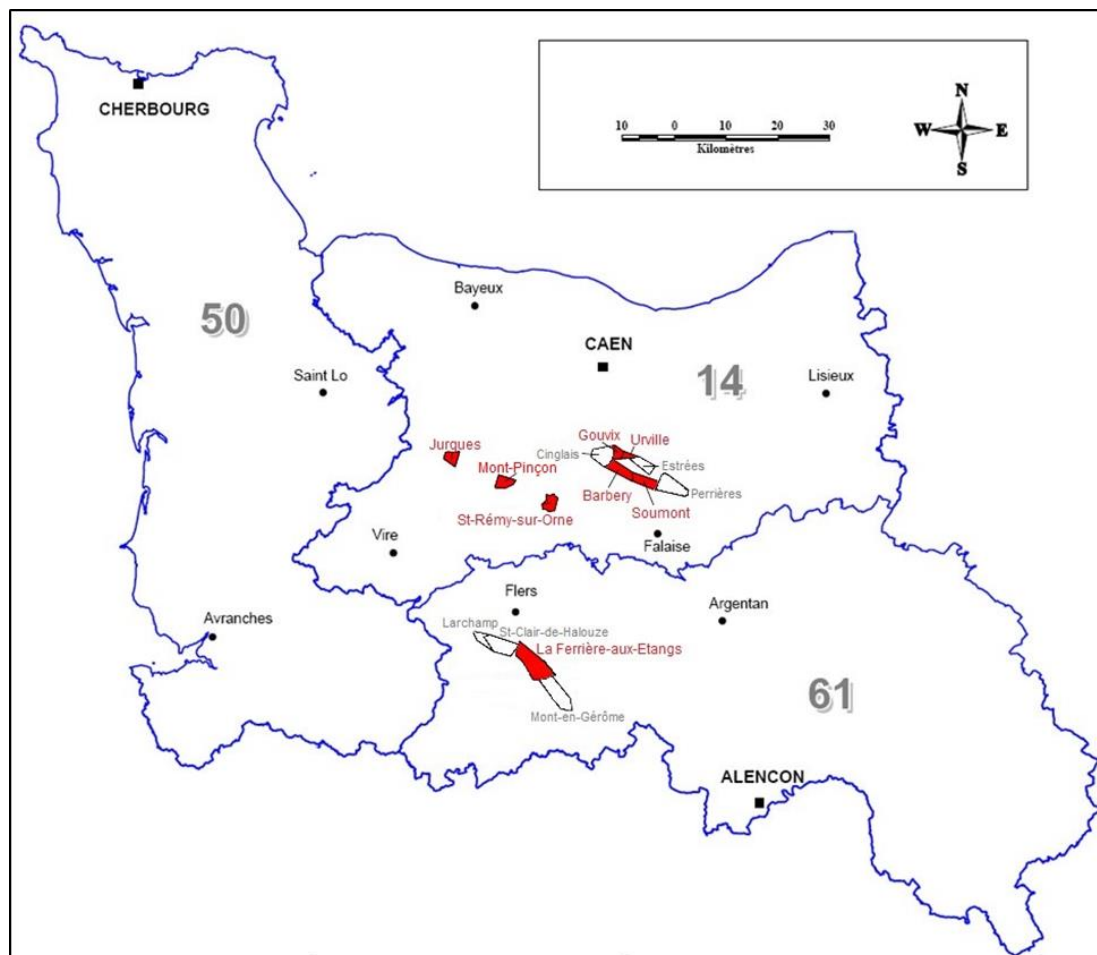 CHERBOURG
N
W E
S
10 0 10 20 30
Kilomètres
50
Bayeux
CAEN
14
Saint Lo
Lisieux
Jurques
Gouvix
Urville
Cinglais
Estrées
Mont-Pinçon
Perrières
Barbery
Soumont
St-Rémy-sur-Orne
Vire
Falaise
Flers
Argentan
Avranches
Larchamp
St-Clair-de-Halouze
La Ferrière-aux-Etangs
61
Mont-en-Gérôme
ALENCON